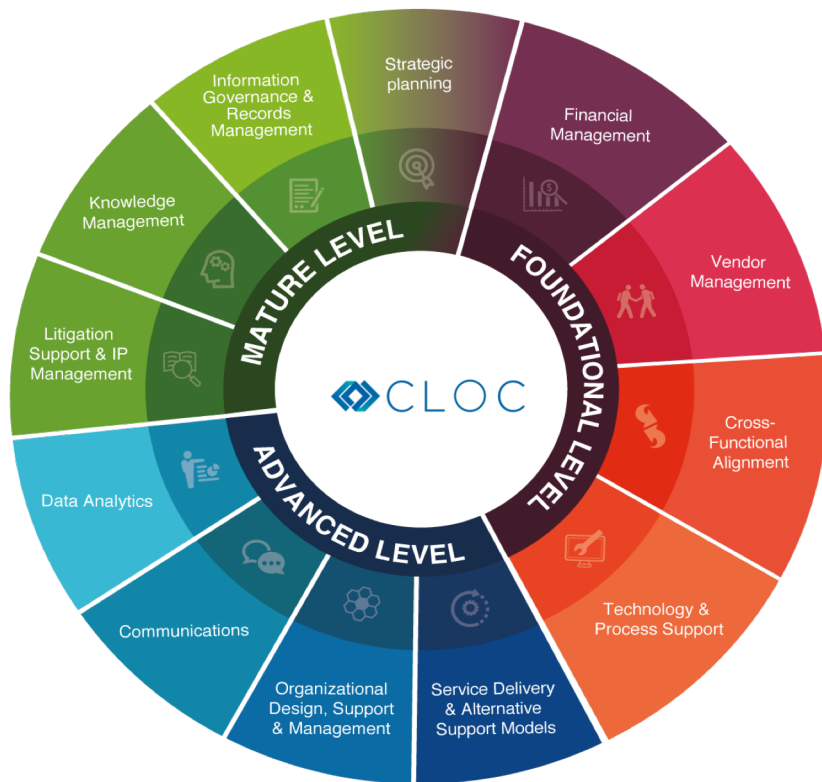 Strategic
planning
Financial
Management
Vendor
Management
Cross-
Functional
Alignment
Technology &
Process Support
Service Delivery
& Alternative
Support Models
Organizational
Design, Support
& Management
Communications
Data Analytics
Litigation
Support & IP
Management
Knowledge
Management
Information
Governance &
Records
Management
MATURE LEVEL
FOUNDATIONAL LEVEL
ADVANCED LEVEL
CLOC
$